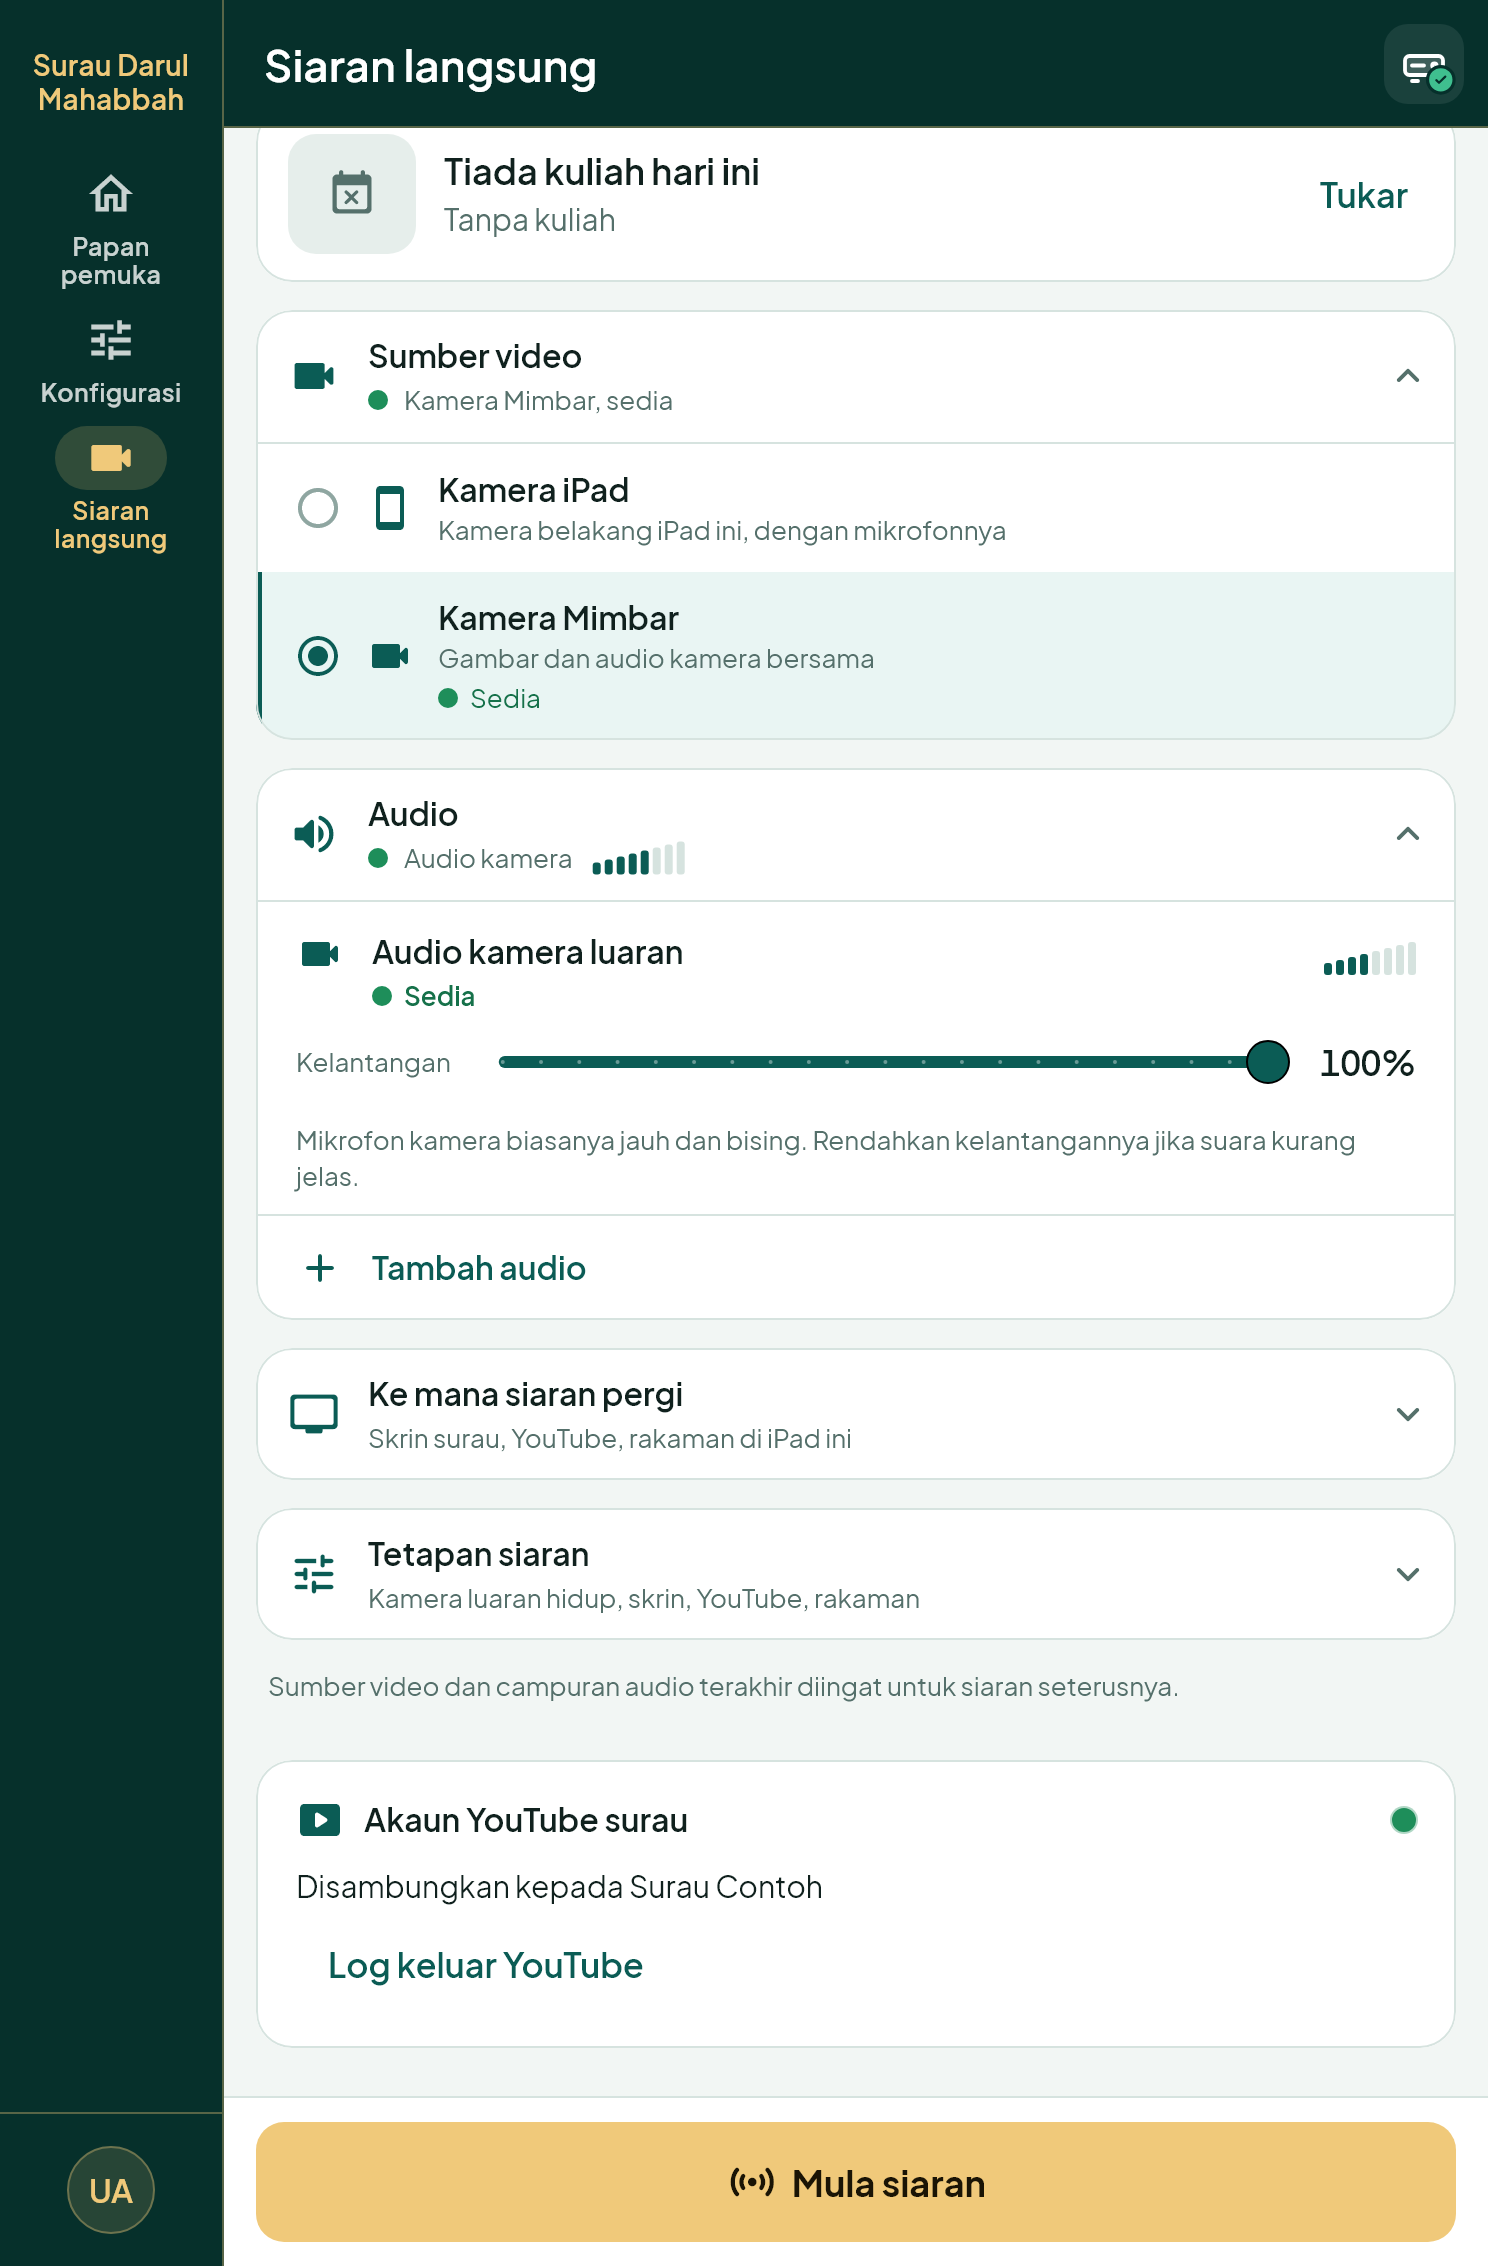 Surau Darul
Mahabbah
Papan
pemuka
Konfigurasi
Siaran
langsung
UA
Siaran langsung
Tiada kuliah hari ini
Tanpa kuliah
Tukar
Sumber video
Kamera Mimbar, sedia
Kamera iPad
Kamera belakang iPad ini, dengan mikrofonnya
Kamera Mimbar
Gambar dan audio kamera bersama
Sedia
Audio
Audio kamera
Audio kamera luaran
Sedia
Kelantangan
100%
Mikrofon kamera biasanya jauh dan bising. Rendahkan kelantangannya jika suara kurang
jelas.
Tambah audio
Ke mana siaran pergi
Skrin surau, YouTube, rakaman di iPad ini
Tetapan siaran
Kamera luaran hidup, skrin, YouTube, rakaman
Sumber video dan campuran audio terakhir diingat untuk siaran seterusnya.
Akaun YouTube surau
Disambungkan kepada Surau Contoh
Log keluar YouTube
Mula siaran